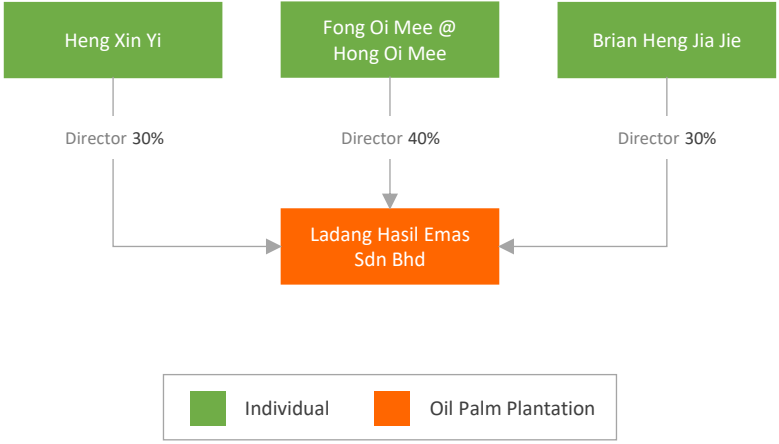 Heng Xin Yi
Fong Oi Mee @
Hong Oi Mee
Brian Heng Jia Jie
Director 30%
Director 40%
Director 30%
Ladang Hasil Emas
Sdn Bhd
Individual
Oil Palm Plantation